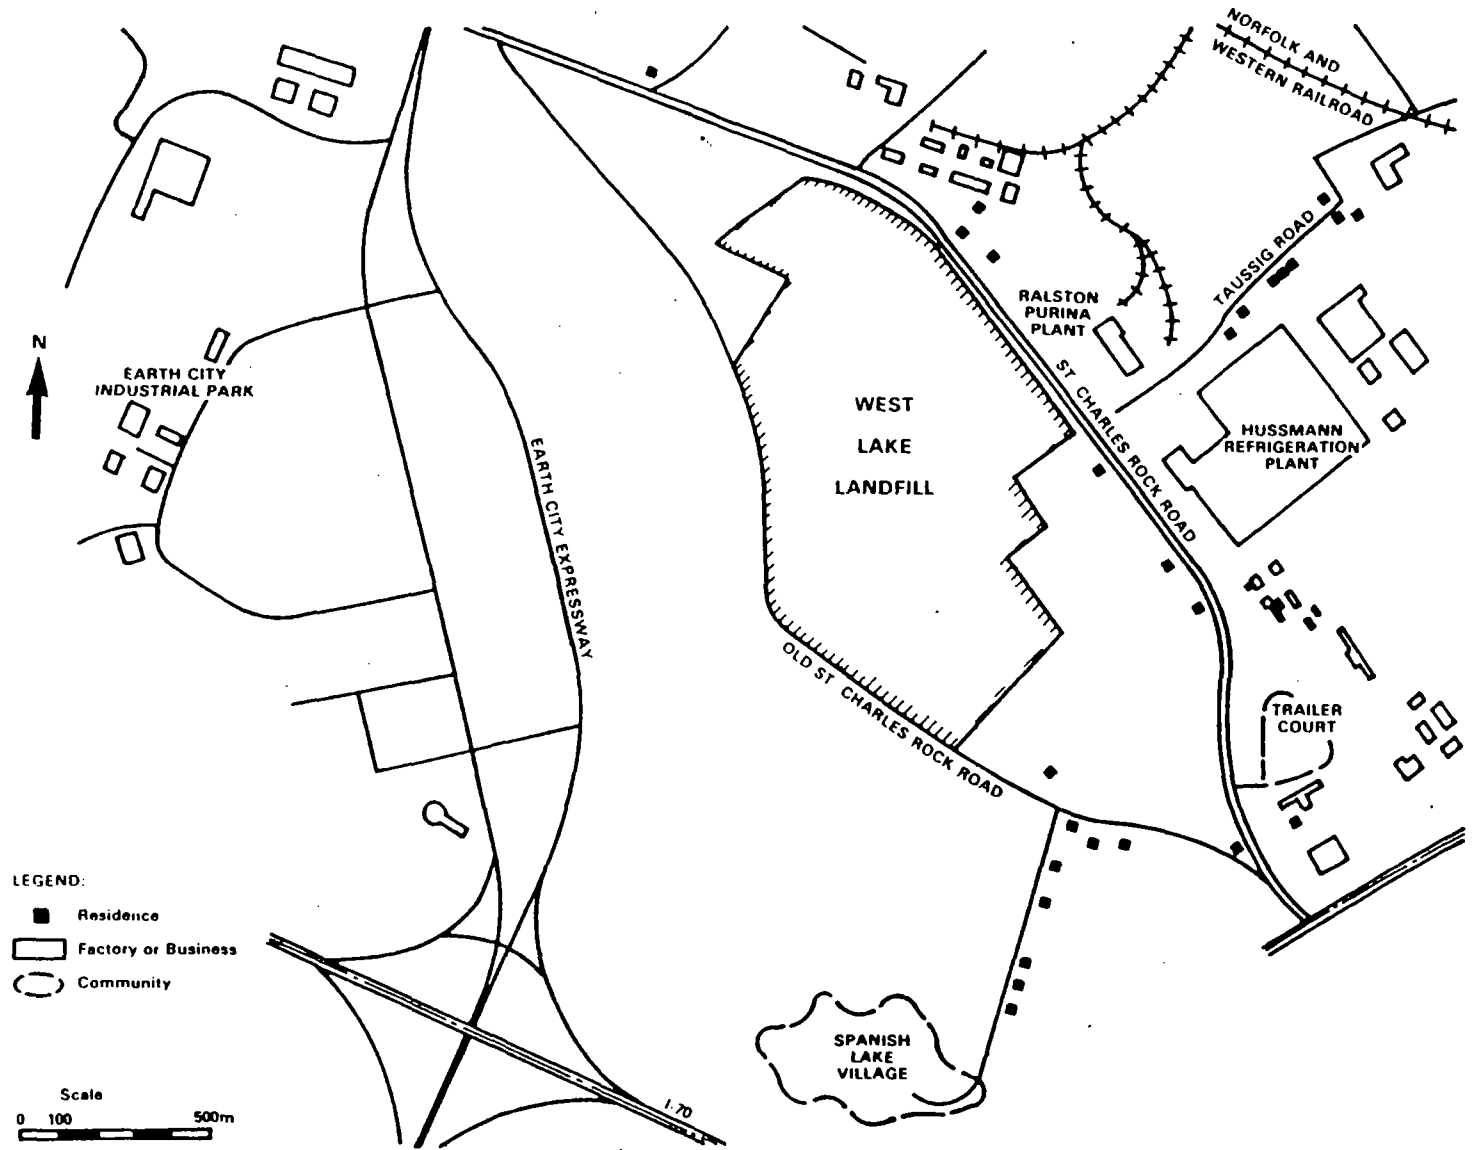 NORFOLK AND
WESTERN RAILROAD
TAUSSIG ROAD
RALSTON
PURINA
PLANT
N
EARTH CITY
INDUSTRIAL PARK
WEST
LAKE
LANDFILL
ST CHARLES ROCK ROAD
HUSSMANN
REFRIGERATION
PLANT
EARTH CITY EXPRESSWAY
OLD ST CHARLES ROCK ROAD
TRAILER
COURT
LEGEND:
Residence
Factory or Business
Community
SPANISH
LAKE
VILLAGE
Scale
0 100 500m
I-70